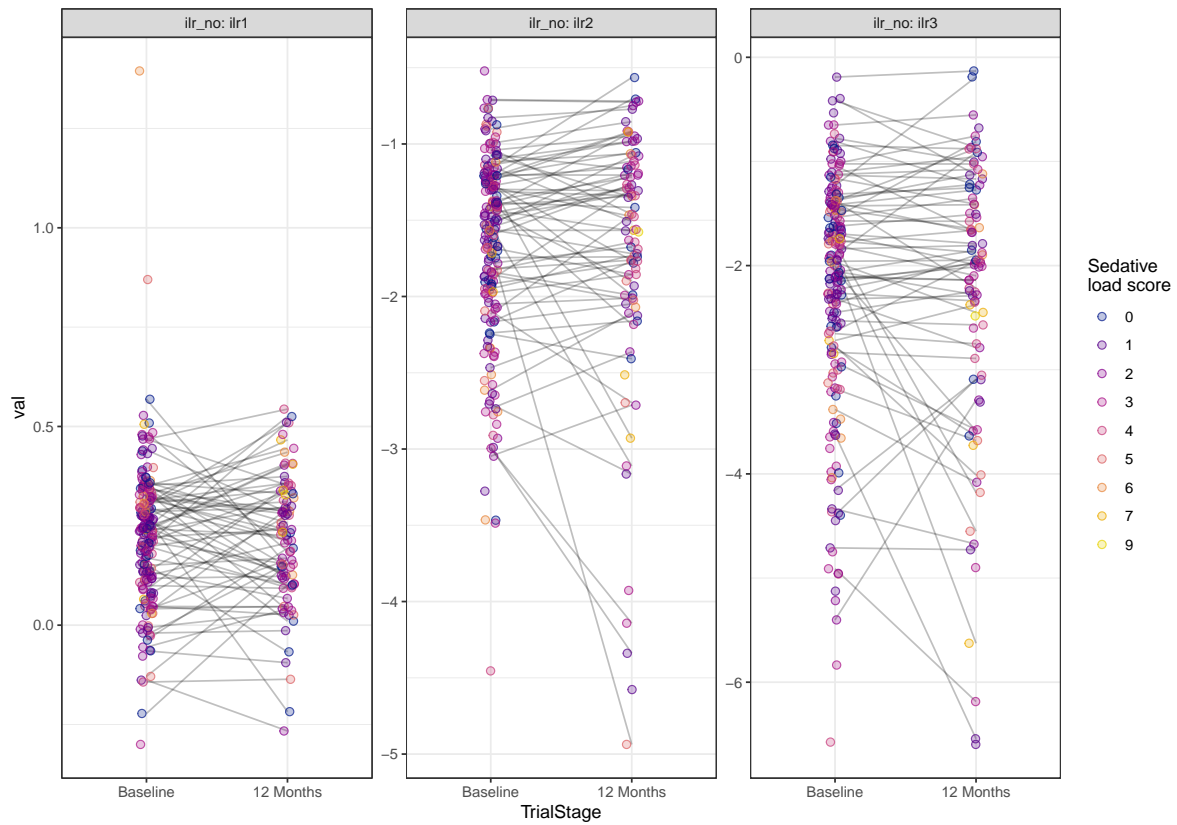 ilr_no: ilr1
ilr_no: ilr2
ilr_no: ilr3
val
1.0
0.5
0.0
−1
−2
−3
−4
−5
0
−2
−4
−6
Baseline
12 Months
Baseline
12 Months
Baseline
12 Months
TrialStage
Sedative
load score
0
1
2
3
4
5
6
7
9